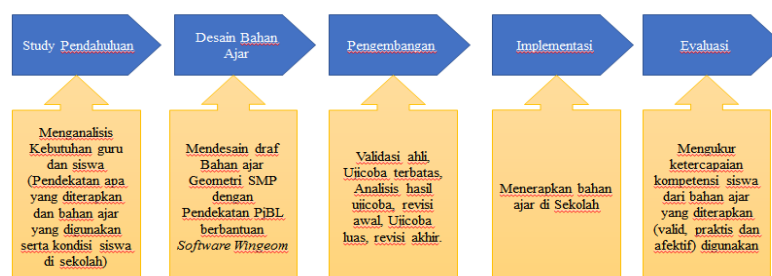 Study Pendahuluan
Desain Bahan
Ajar
Pengembangan
Implementasi
Evaluasi
Menganalisis
Kebutuhan guru
dan siswa
(Pendekatan apa
yang diterapkan
dan bahan ajar
yang digunakan
serta kondisi siswa
di sekolah)
Mendesain draf
Bahan ajar
Geometri SMP
dengan
Pendekatan PjBL
berbantuan
Software Wingeom
Validasi ahli,
Ujicoba terbatas,
Analisis hasil
ujicoba, revisi
awal, Ujicoba
luas, revisi akhir.
Menerapkan bahan
ajar di Sekolah
Mengukur
ketercapaian
kompetensi siswa
dari bahan ajar
yang diterapkan
(valid, praktis dan
afektif) digunakan